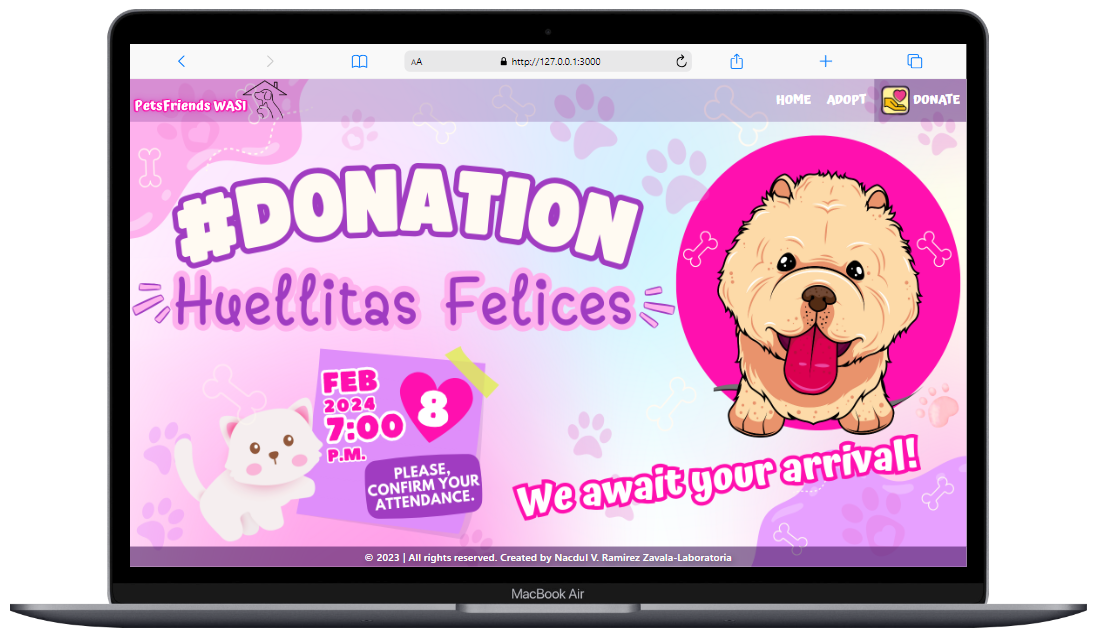 AA http://127.0.0.1:3000
PetsFriends WASI
HOME ADOPT DONATE
#DONATION
Huellitas Felices
FEB
2024
7:00
P.M.
8
PLEASE,
CONFIRM YOUR
ATTENDANCE.
We await your arrival!
© 2023 | All rights reserved. Created by Nacdul V. Ramirez Zavala-Laboratoria
MacBook Air